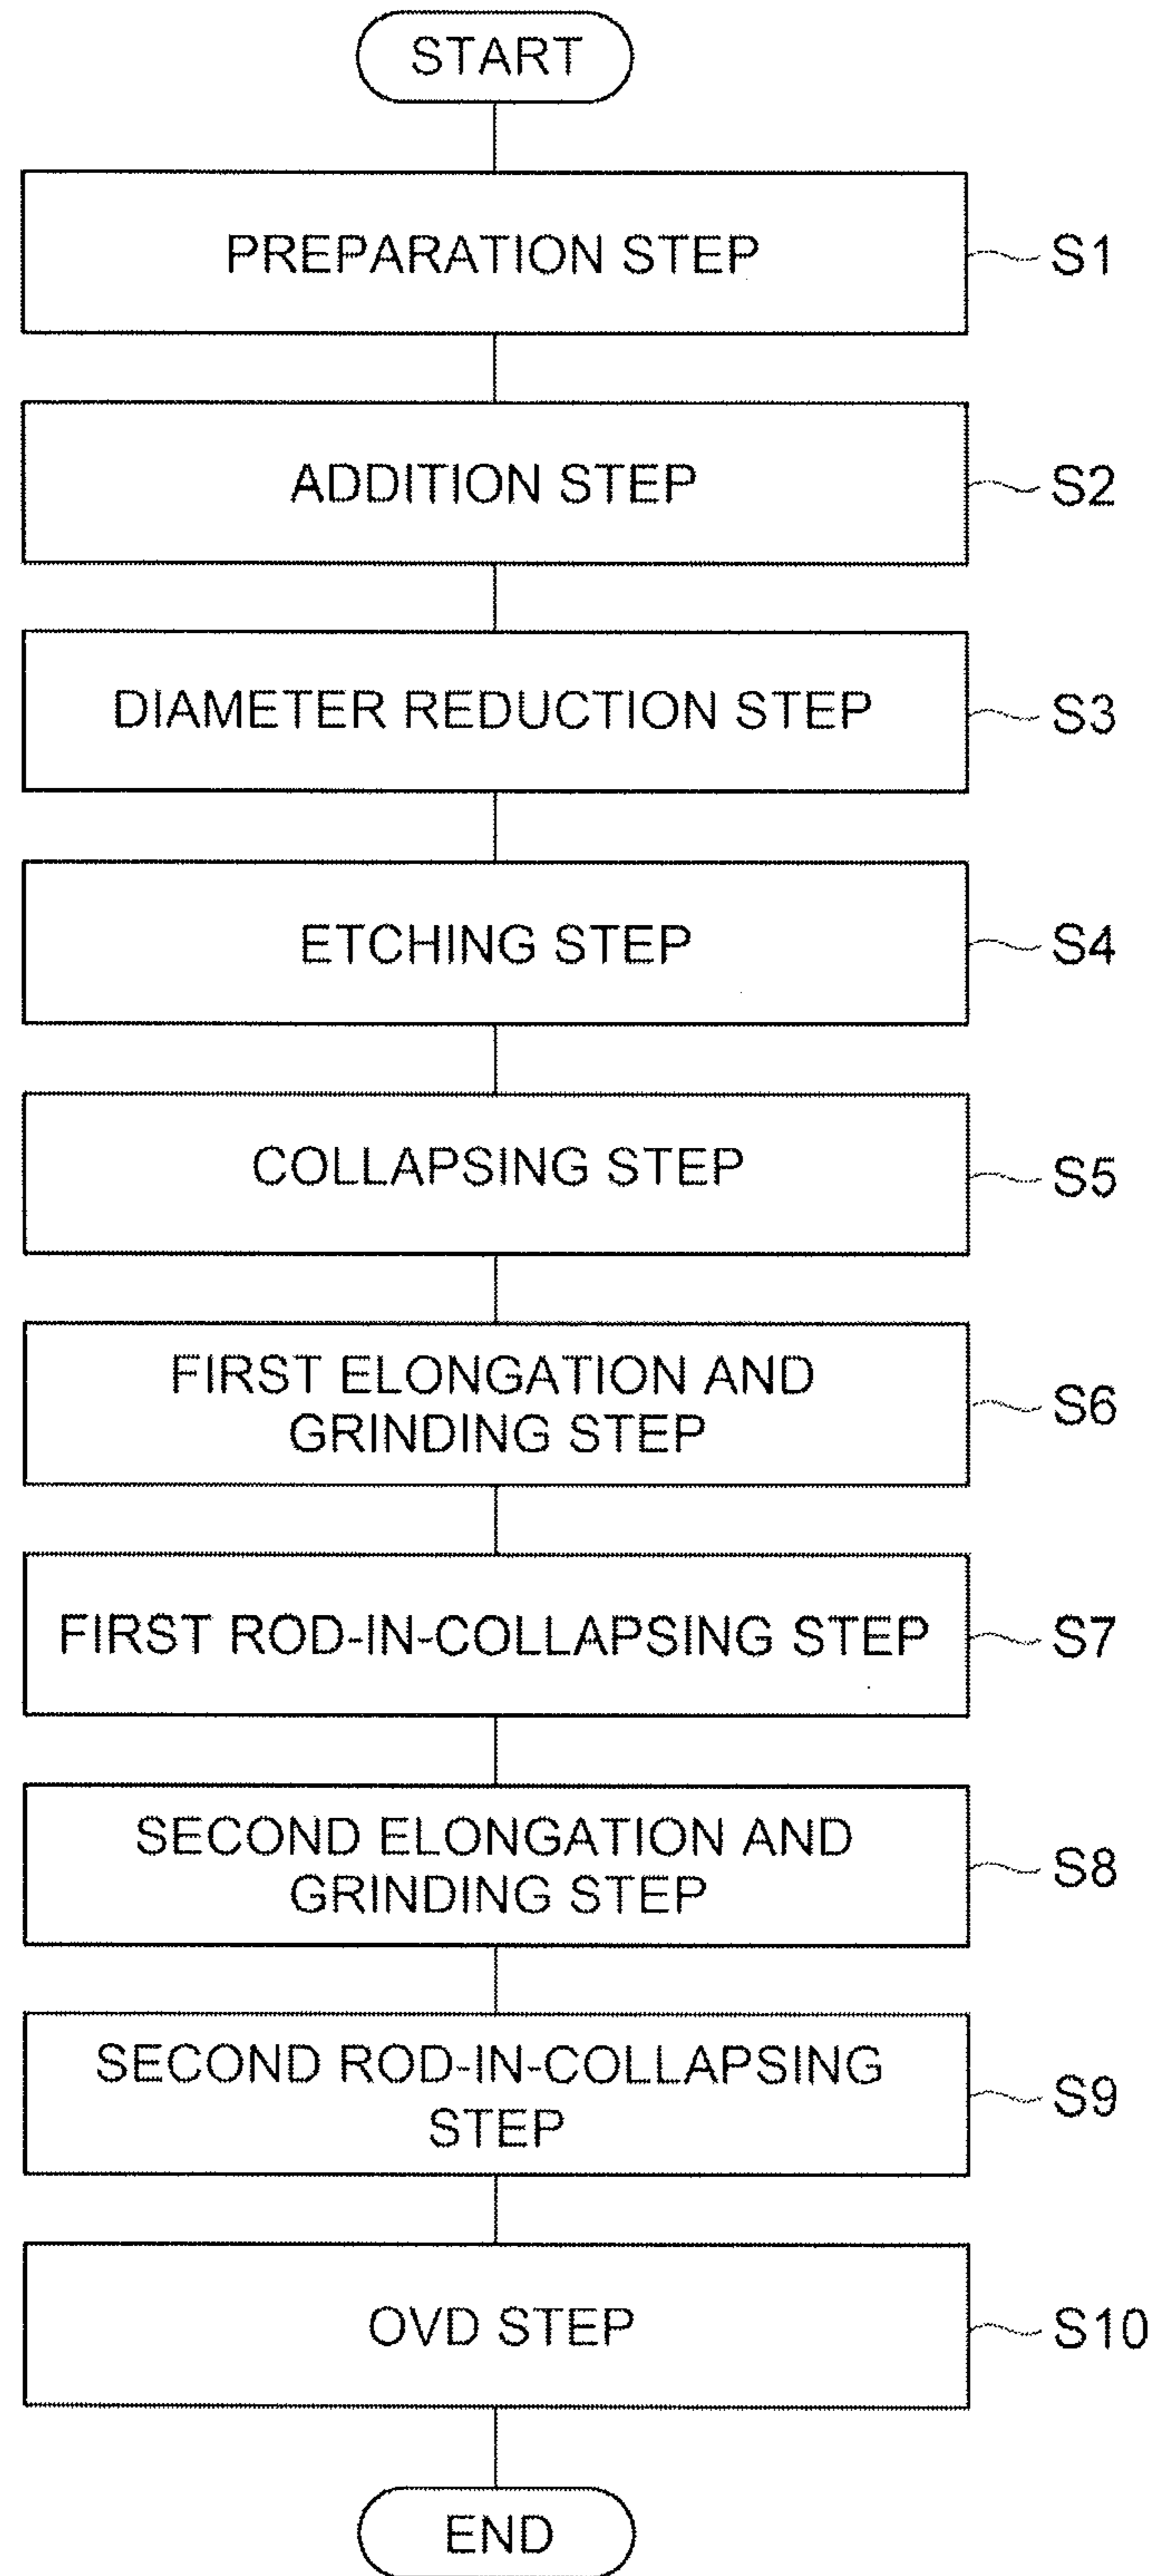 START
PREPARATION STEP
S1
ADDITION STEP
S2
DIAMETER REDUCTION STEP
S3
ETCHING STEP
S4
COLLAPSING STEP
S5
FIRST ELONGATION AND
GRINDING STEP
S6
FIRST ROD-IN-COLLAPSING STEP
S7
SECOND ELONGATION AND
GRINDING STEP
S8
SECOND ROD-IN-COLLAPSING
STEP
S9
OVD STEP
S10
END